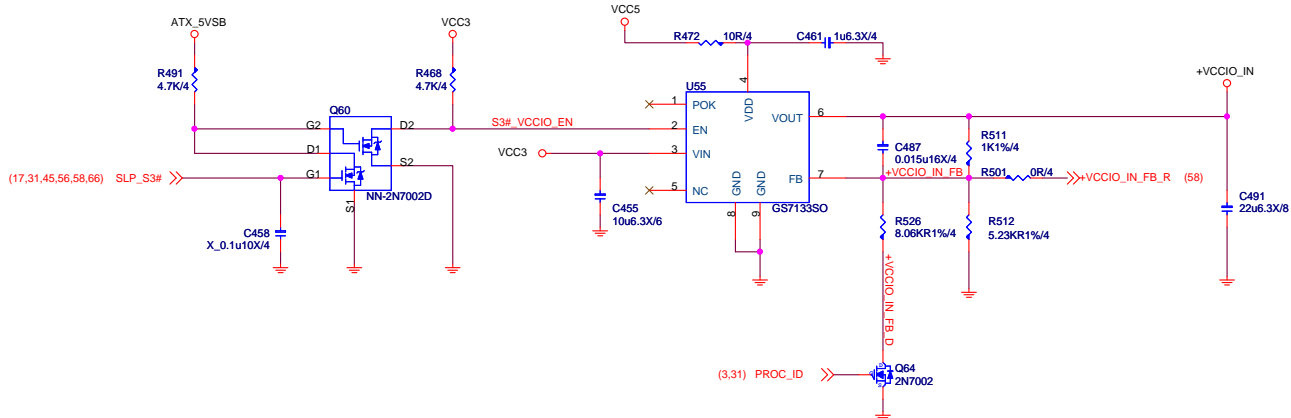 ATX_5VSB
VCC3
VCC5
R472
10R/4
C461
1u6.3X/4
+VCCIO_IN
R491
4.7K/4
R468
4.7K/4
Q60
G2
D2
D1
S2
G1
S1
NN-2N7002D
(17,31,45,56,58,66) SLP_S3#
C458
X_0.1u10X/4
S3#_VCCIO_EN
VCC3
C455
10u6.3X/6
U55
1
POK
2
EN
3
VIN
5
NC
4
VDD
VOUT
6
FB
7
GND
GND
8
9
GS7133SO
C487
0.015u16X/4
R511
1K1%/4
+VCCIO_IN_FB
R501
0R/4
+VCCIO_IN_FB_R (58)
R526
8.06KR1%/4
R512
5.23KR1%/4
C491
22u6.3X/8
+VCCIO_IN_FB_D
(3,31) PROC_ID
Q64
2N7002